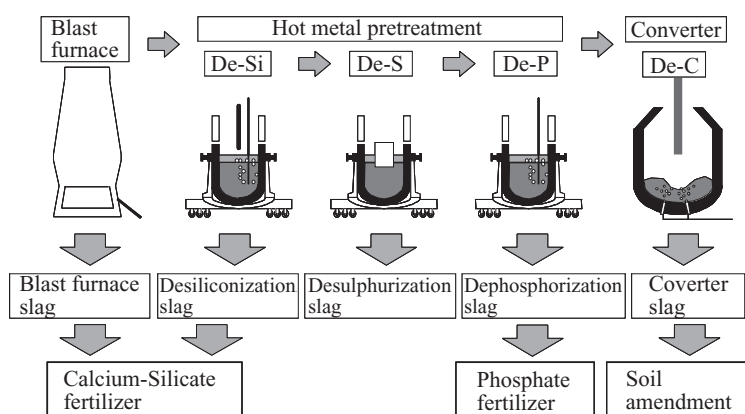 Blast
furnace
Hot metal pretreatment
Converter
De-Si
De-S
De-P
De-C
Blast furnace
slag
Desiliconization
slag
Desulphurization
slag
Dephosphorization
slag
Coverter
slag
Calcium-Silicate
fertilizer
Phosphate
fertilizer
Soil
amendment